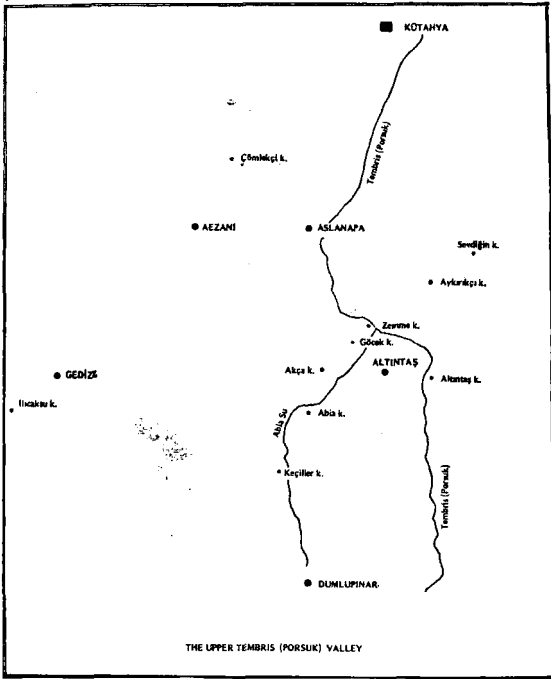 KÜTAHYA
Tembris (Porsuk)
Çömlekçi k.
AEZANİ
ASLANAPA
Sevdiğin k.
Aykırıkçı k.
Zemme k.
Göcek k.
Akça k.
ALTINTAŞ
Altıntaş k.
GEDİZ
Ilıcaksu k.
Abia Su
Abia k.
Keçiller k.
Tembris (Porsuk)
DUMLUPINAR
THE UPPER TEMBRIS (PORSUK) VALLEY